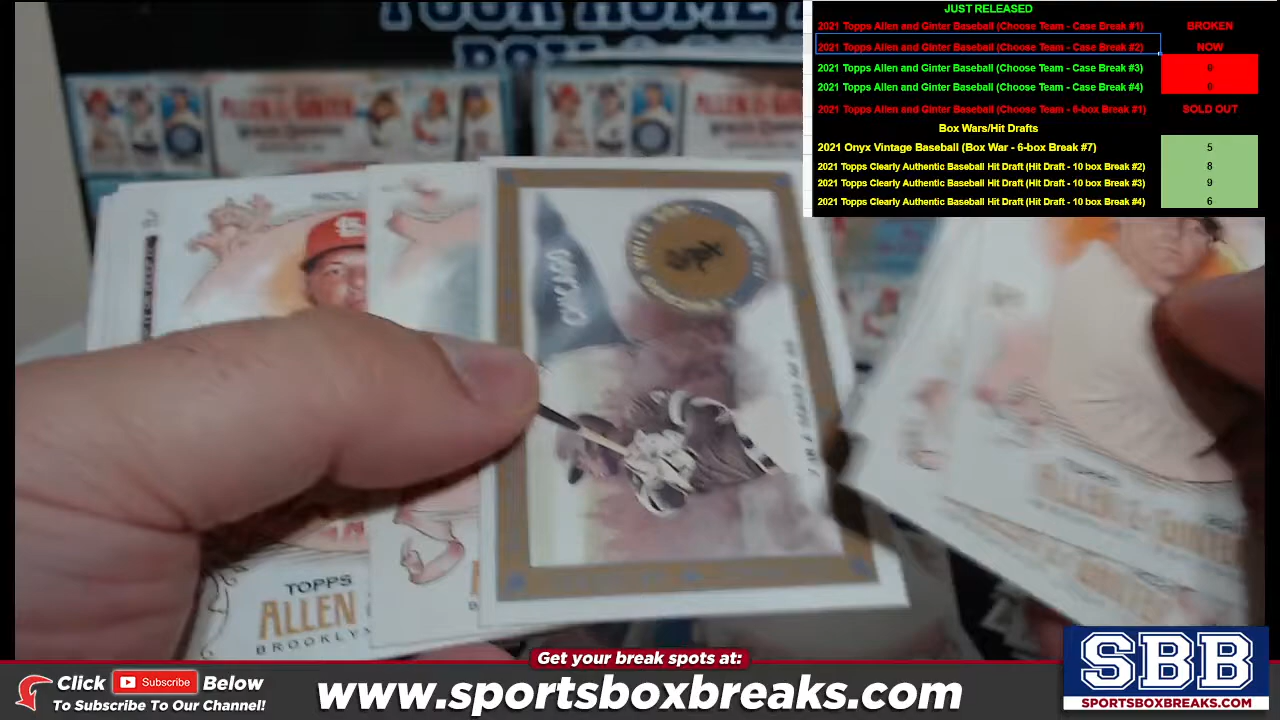 YOUR HOME
JUST RELEASED
2021 Topps Allen and Ginter Baseball (Choose Team - Case Break #1) BROKEN
2021 Topps Allen and Ginter Baseball (Choose Team - Case Break #2) NOW
2021 Topps Allen and Ginter Baseball (Choose Team - Case Break #3) 0
2021 Topps Allen and Ginter Baseball (Choose Team - Case Break #4) 0
2021 Topps Allen and Ginter Baseball (Choose Team - 6-box Break #1) SOLD OUT
Box Wars/Hit Drafts
2021 Onyx Vintage Baseball (Box War - 6-box Break #7) 5
2021 Topps Clearly Authentic Baseball Hit Draft (Hit Draft - 10 box Break #2) 8
2021 Topps Clearly Authentic Baseball Hit Draft (Hit Draft - 10 box Break #3) 9
2021 Topps Clearly Authentic Baseball Hit Draft (Hit Draft - 10 box Break #4) 6
ALLEN & GINTER
CHICAGO
Sox
TOPPS
ALLEN
BROOKLY
Get your break spots at:
Click Subscribe Below
To Subscribe To Our Channel!
www.sportsboxbreaks.com
SBB
SPORTSBOXBREAKS.COM